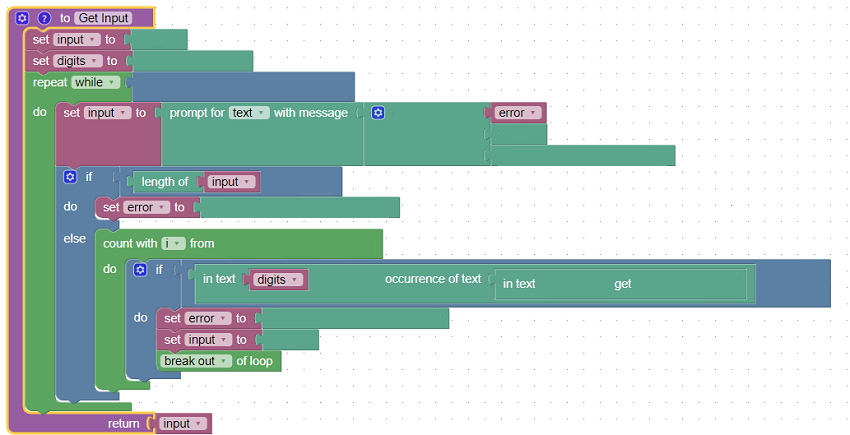 ? to Get Input
set input to
set digits to
repeat while
do set input to prompt for text with message error
if length of input
do set error to
else count with i from
do if in text digits occurrence of text in text get
do set error to
set input to
break out of loop
return input